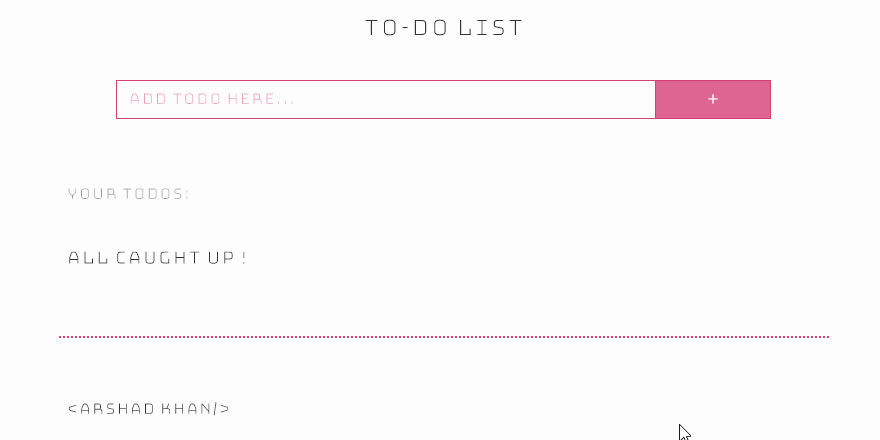 TO-DO LIST
ADD TODO HERE... +
YOUR TODOS:
ALL CAUGHT UP !
<ARSHAD KHAN/>